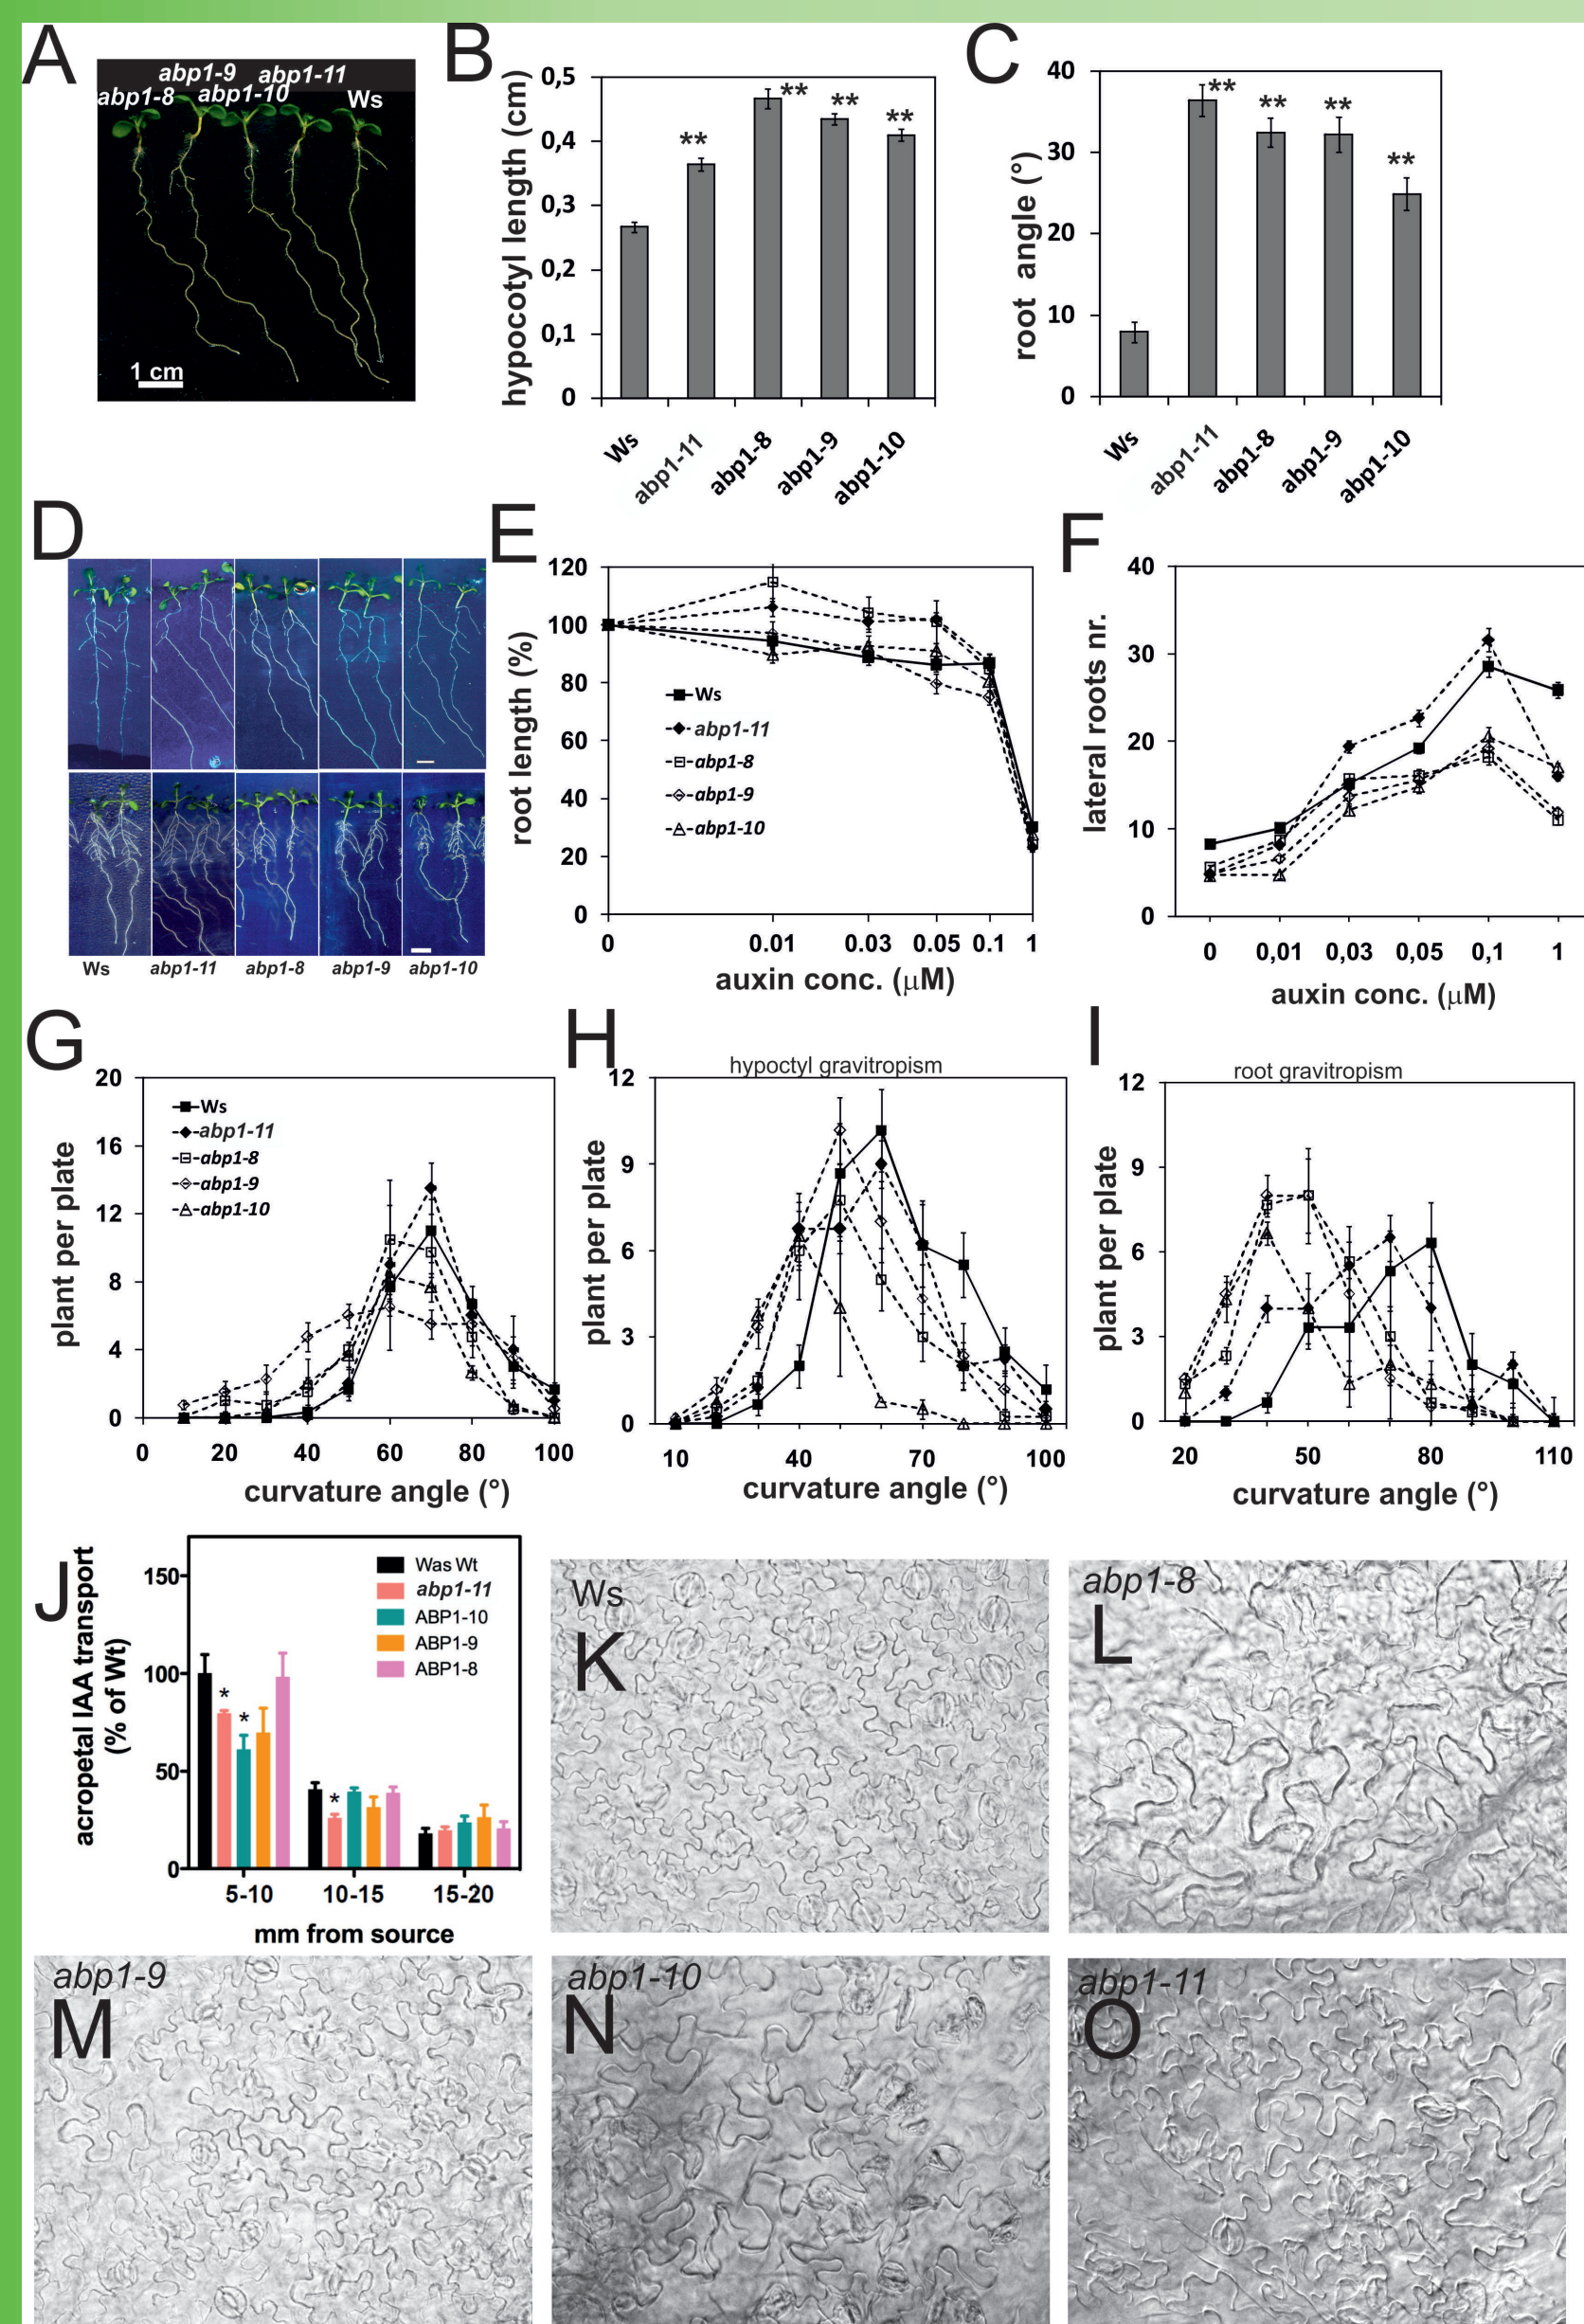 A
abp1-9 abp1-11
abp1-8 abp1-10 Ws
1 cm
B
hypocotyl length (cm)
0,5
0,4
0,3
0,2
0,1
0
** ** ** **
Ws abp1-11 abp1-8 abp1-9 abp1-10
C
root angle (°)
40
30
20
10
0
** ** ** **
Ws abp1-11 abp1-8 abp1-9 abp1-10
D
Ws abp1-11 abp1-8 abp1-9 abp1-10
E
root length (%)
120
100
80
60
40
20
0
Ws
abp1-11
abp1-8
abp1-9
abp1-10
0 0.01 0.03 0.05 0.1 1
auxin conc. (μM)
F
lateral roots nr.
40
30
20
10
0
0 0,01 0,03 0,05 0,1 1
auxin conc. (μM)
G
plant per plate
20
16
12
8
4
0
Ws
abp1-11
abp1-8
abp1-9
abp1-10
0 20 40 60 80 100
curvature angle (°)
H
hypoctyl gravitropism
plant per plate
12
9
6
3
0
10 40 70 100
curvature angle (°)
I
root gravitropism
plant per plate
12
9
6
3
0
20 50 80 110
curvature angle (°)
J
acropetal IAA transport
(% of Wt)
150
100
50
0
Was Wt
abp1-11
ABP1-10
ABP1-9
ABP1-8
* *
*
5-10 10-15 15-20
mm from source
Ws
K
abp1-8
L
abp1-9
M
abp1-10
N
abp1-11
O